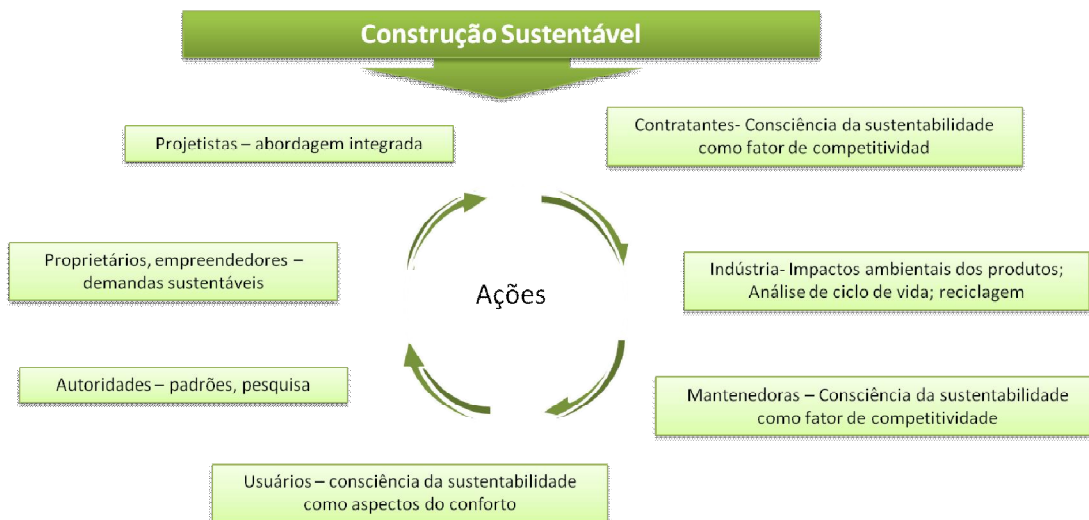 Construção Sustentável
Projetistas – abordagem integrada
Contratantes- Consciência da sustentabilidade
como fator de competitividad
Proprietários, empreendedores –
demandas sustentáveis
Ações
Indústria- Impactos ambientais dos produtos;
Análise de ciclo de vida; reciclagem
Autoridades – padrões, pesquisa
Mantenedoras – Consciência da sustentabilidade
como fator de competitividade
Usuários – consciência da sustentabilidade
como aspectos do conforto